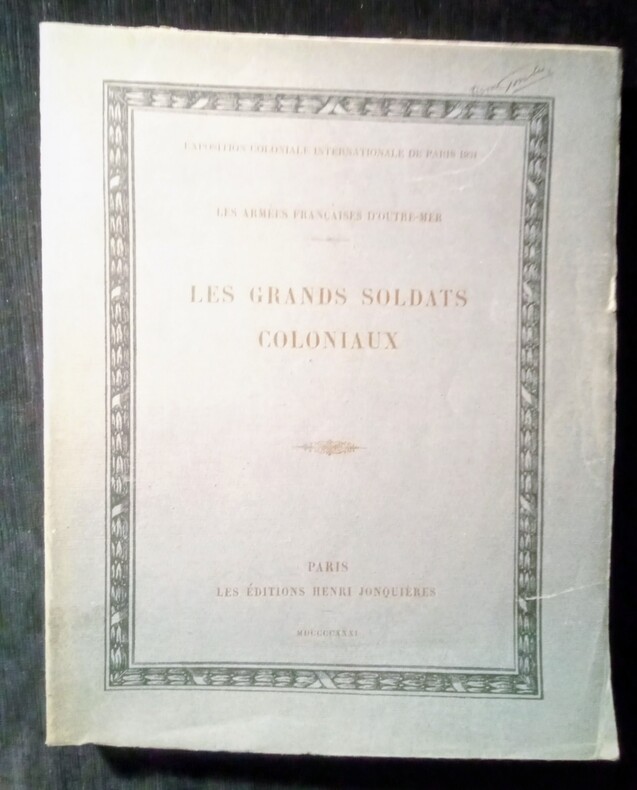 EXPOSITION COLONIALE INTERNATIONALE DE PARIS 1931
LES ARMÉES FRANÇAISES D'OUTRE-MER
LES GRANDS SOLDATS
COLONIAUX
PARIS
LES ÉDITIONS HENRI JONQUIÈRES
MDCCCCXXXI